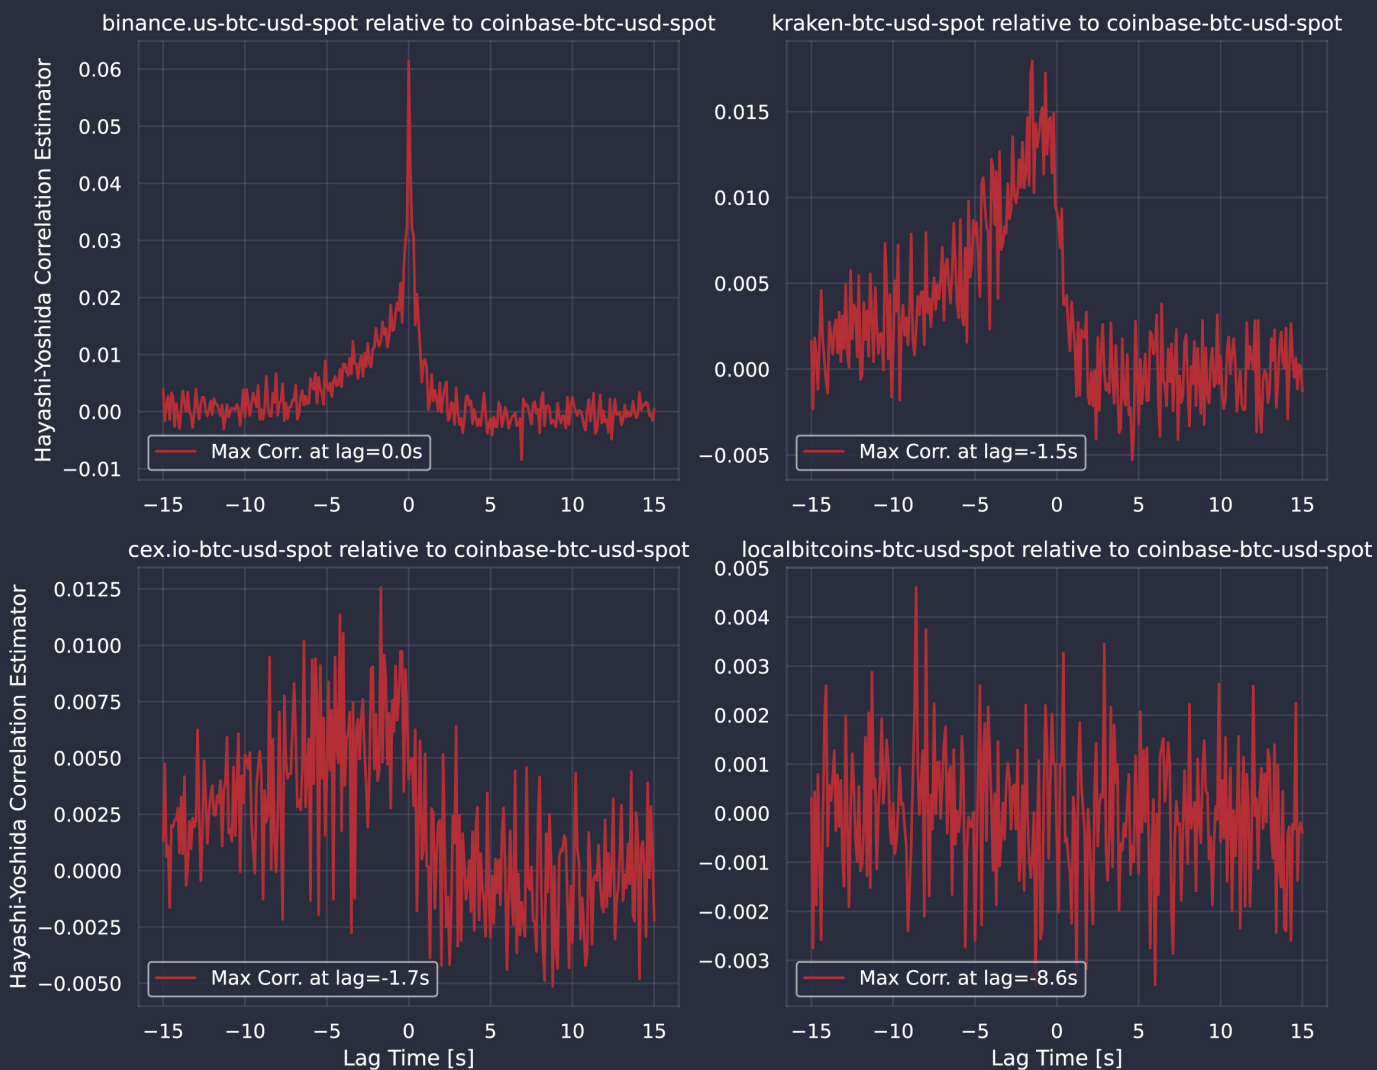 binance.us-btc-usd-spot relative to coinbase-btc-usd-spot
Hayashi-Yoshida Correlation Estimator
0.06
0.05
0.04
0.03
0.02
0.01
0.00
−0.01
Max Corr. at lag=0.0s
−15 −10 −5 0 5 10 15
kraken-btc-usd-spot relative to coinbase-btc-usd-spot
0.015
0.010
0.005
0.000
−0.005
Max Corr. at lag=-1.5s
−15 −10 −5 0 5 10 15
cex.io-btc-usd-spot relative to coinbase-btc-usd-spot
Hayashi-Yoshida Correlation Estimator
0.0125
0.0100
0.0075
0.0050
0.0025
0.0000
−0.0025
−0.0050
Max Corr. at lag=-1.7s
−15 −10 −5 0 5 10 15
Lag Time [s]
localbitcoins-btc-usd-spot relative to coinbase-btc-usd-spot
0.005
0.004
0.003
0.002
0.001
0.000
−0.001
−0.002
−0.003
Max Corr. at lag=-8.6s
−15 −10 −5 0 5 10 15
Lag Time [s]